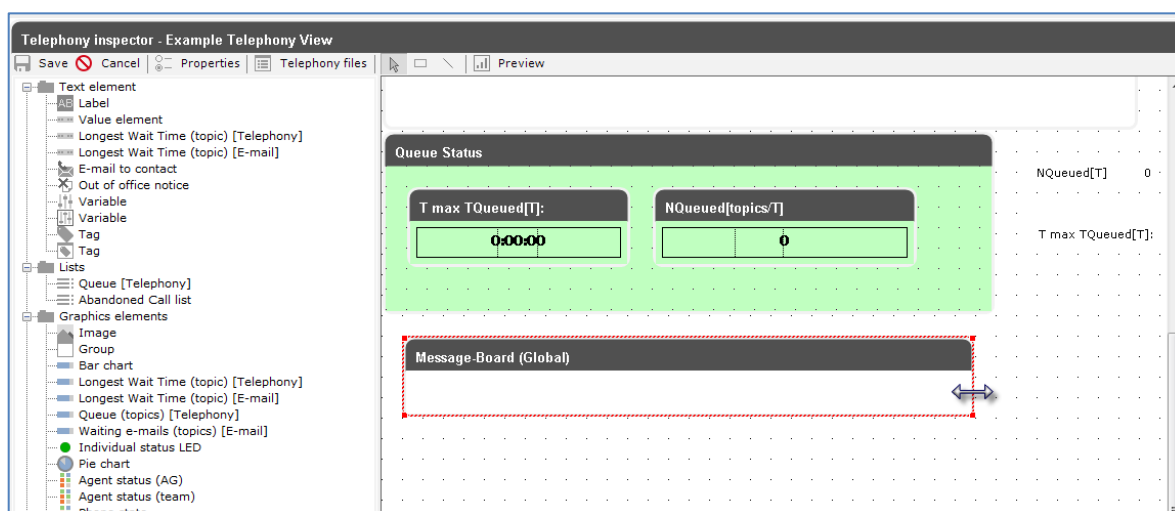 Telephony inspector - Example Telephony View
Save Cancel Properties Telephony files Preview
Text element
AB Label
Value element
Longest Wait Time (topic) [Telephony]
Longest Wait Time (topic) [E-mail]
E-mail to contact
Out of office notice
Variable
Variable
Tag
Tag
Lists
Queue [Telephony]
Abandoned Call list
Graphics elements
Image
Group
Bar chart
Longest Wait Time (topic) [Telephony]
Longest Wait Time (topic) [E-mail]
Queue (topics) [Telephony]
Waiting e-mails (topics) [E-mail]
Individual status LED
Pie chart
Agent status (AG)
Agent status (team)
Queue Status
T max TQueued[T]:
0:00:00
NQueued[topics/T]
0
NQueued[T] 0
T max TQueued[T]:
Message-Board (Global)